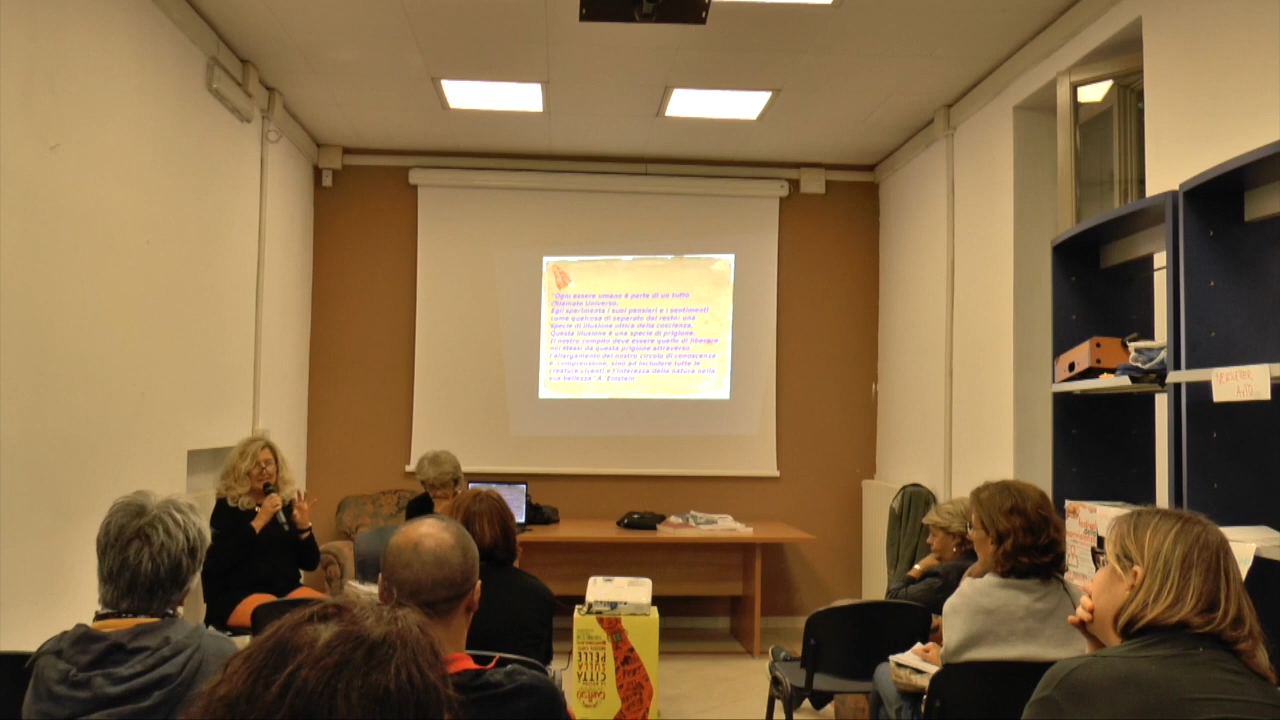 "Ogni essere umano è parte di un tutto
chiamato Universo.
Egli sperimenta i suoi pensieri e i sentimenti
come qualcosa di separato dal resto: una
specie di illusione ottica della coscienza.
Questa illusione è una specie di prigione.
Il nostro compito deve essere quello di liberare
noi stessi da questa prigione attraverso
l'allargamento del nostro circolo di conoscenza
e comprensione, sino ad includere tutte le
creature viventi e l'interezza della natura nella
sua bellezza" A. Einstein
CITTÀ
SULLA
PELLE